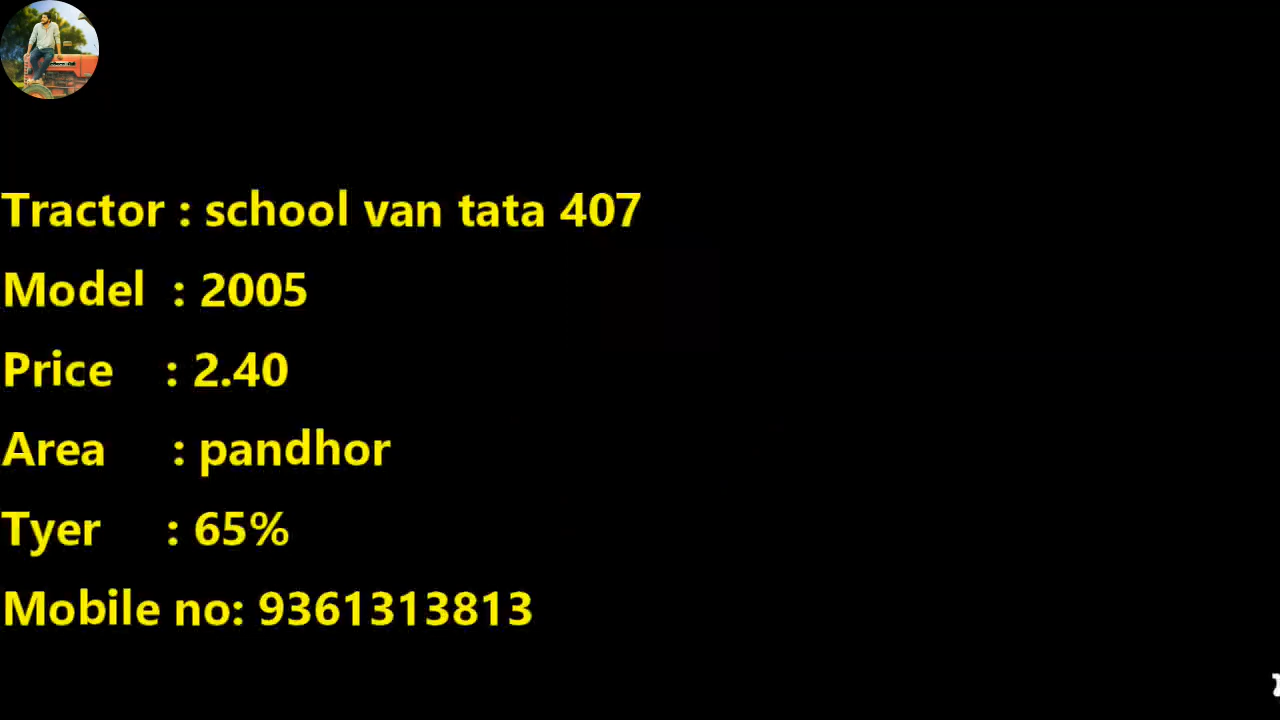 Tractor : school van tata 407
Model : 2005
Price : 2.40
Area : pandhor
Tyer : 65%
Mobile no: 9361313813